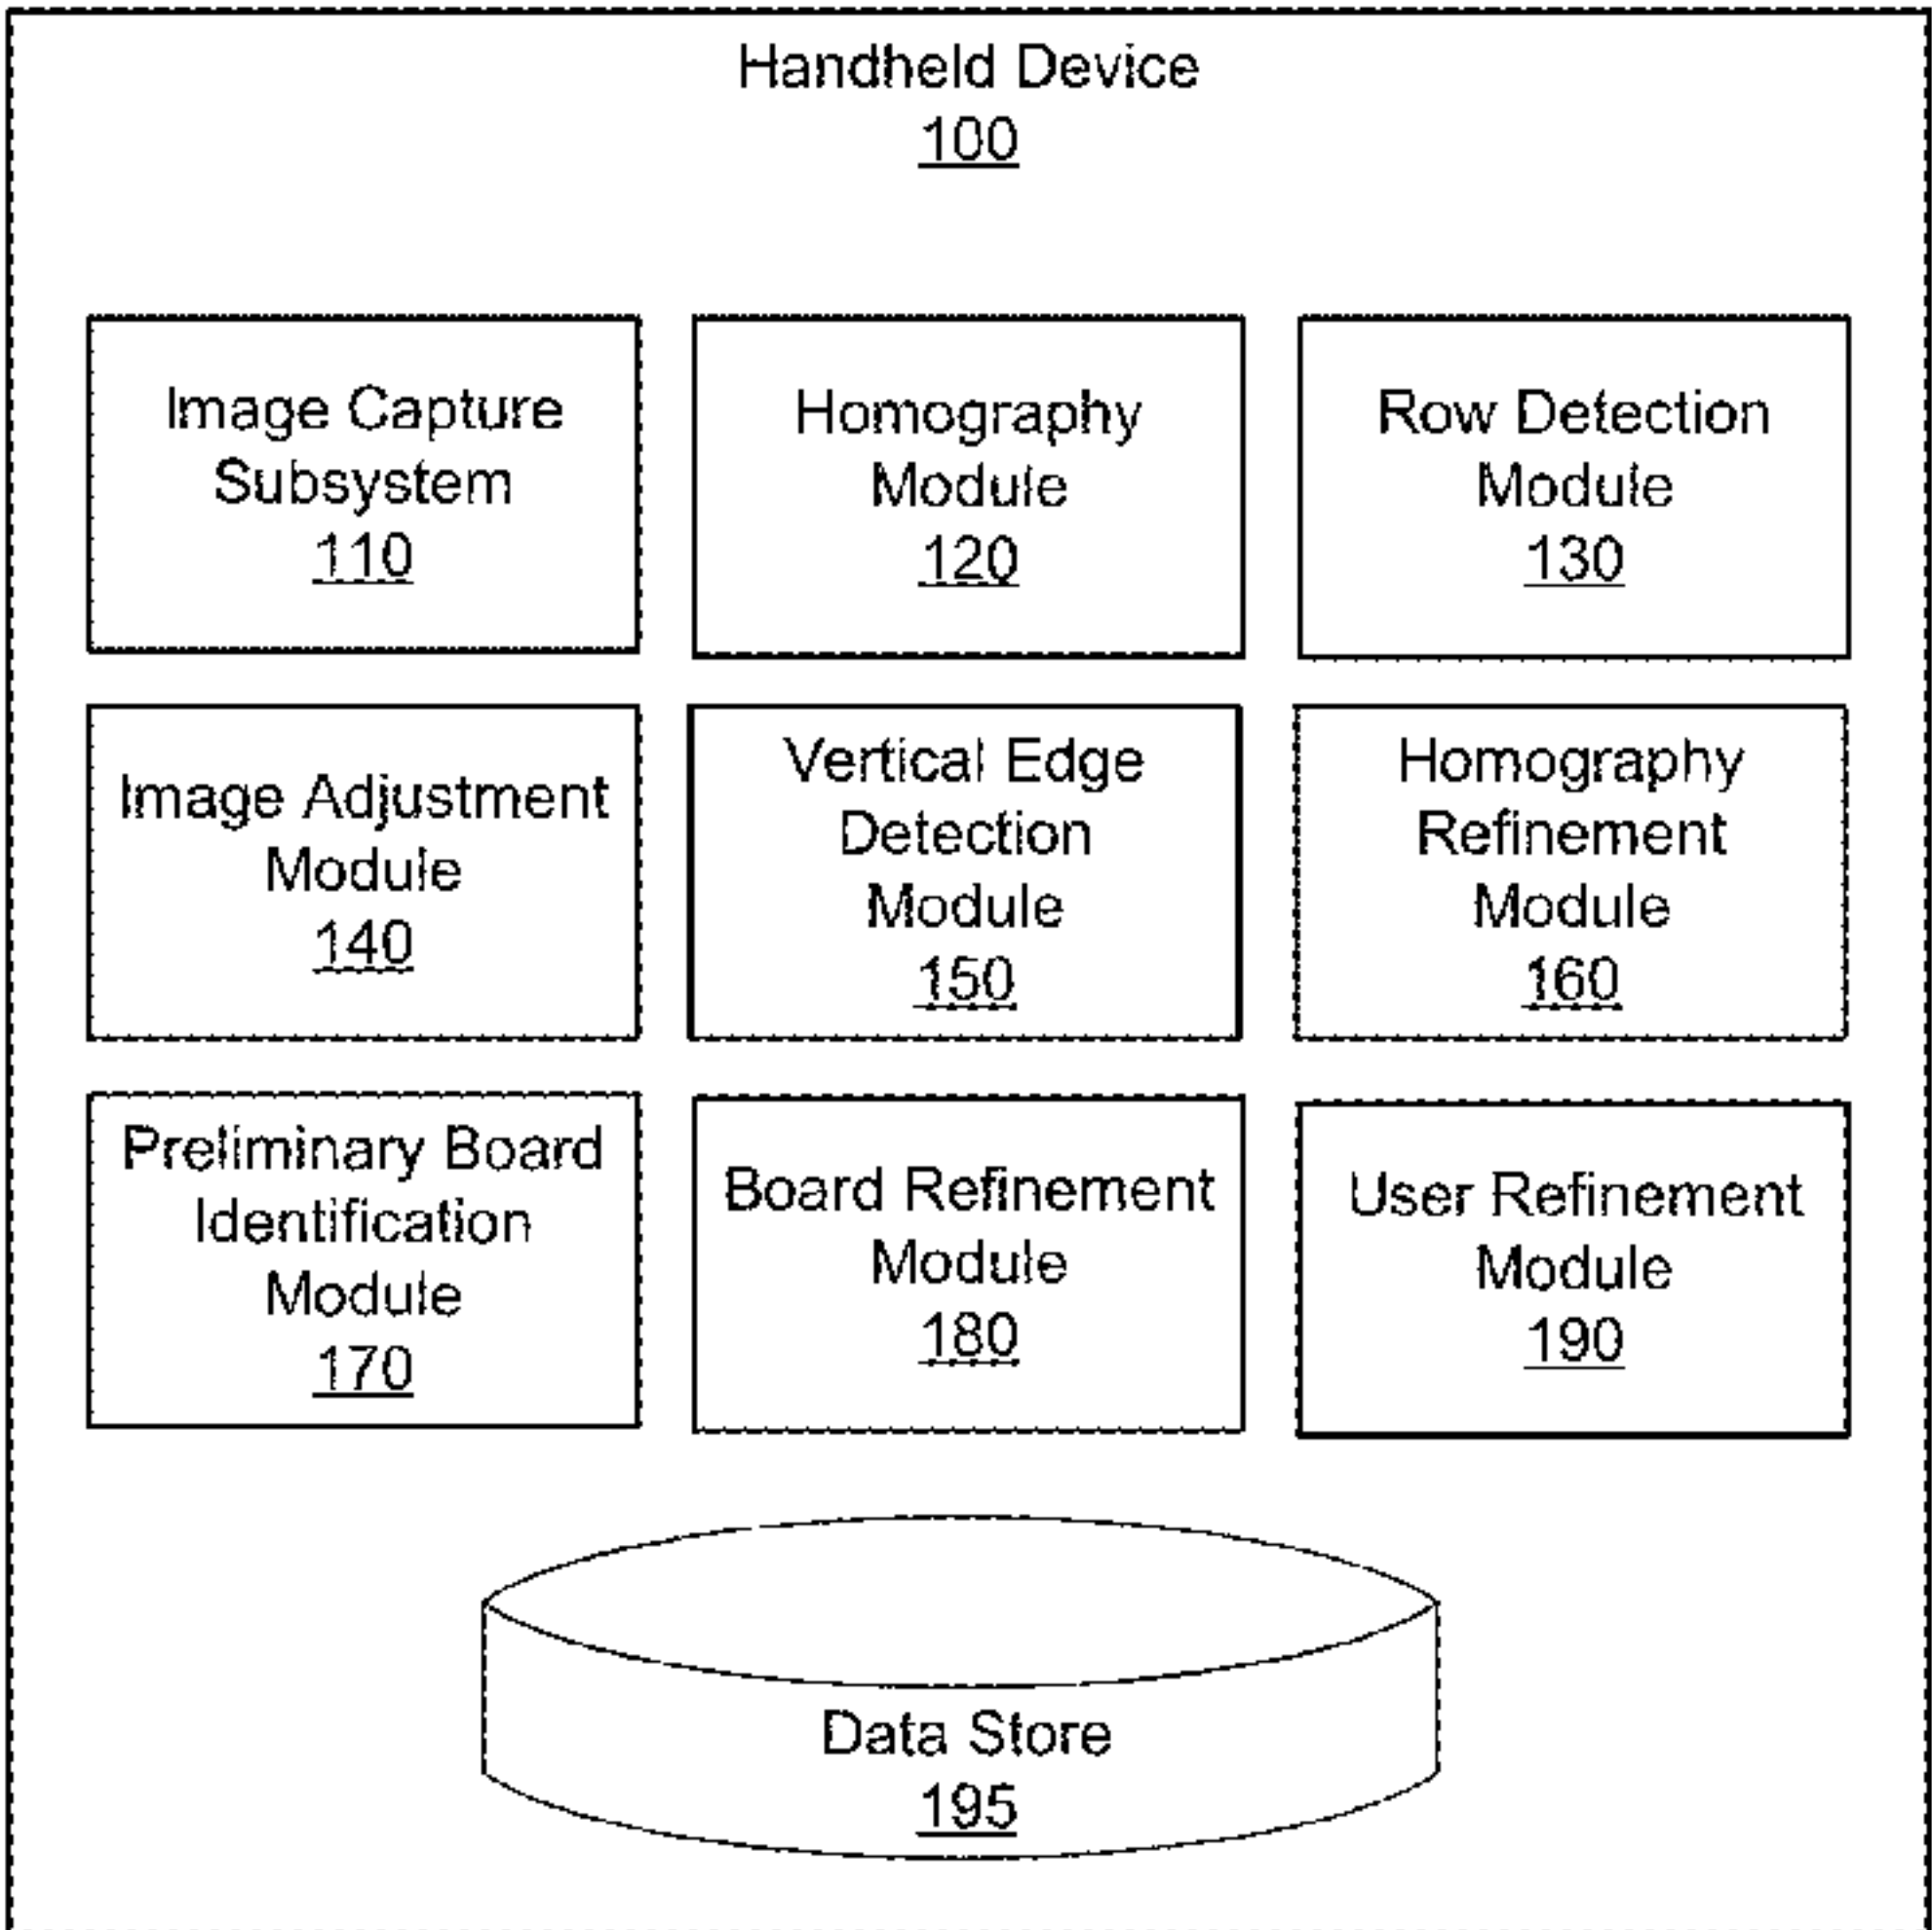 Handheld Device
100
Image Capture
Subsystem
110
Homography
Module
120
Row Detection
Module
130
Image Adjustment
Module
140
Vertical Edge
Detection
Module
150
Homography
Refinement
Module
160
Preliminary Board
Identification
Module
170
Board Refinement
Module
180
User Refinement
Module
190
Data Store
195